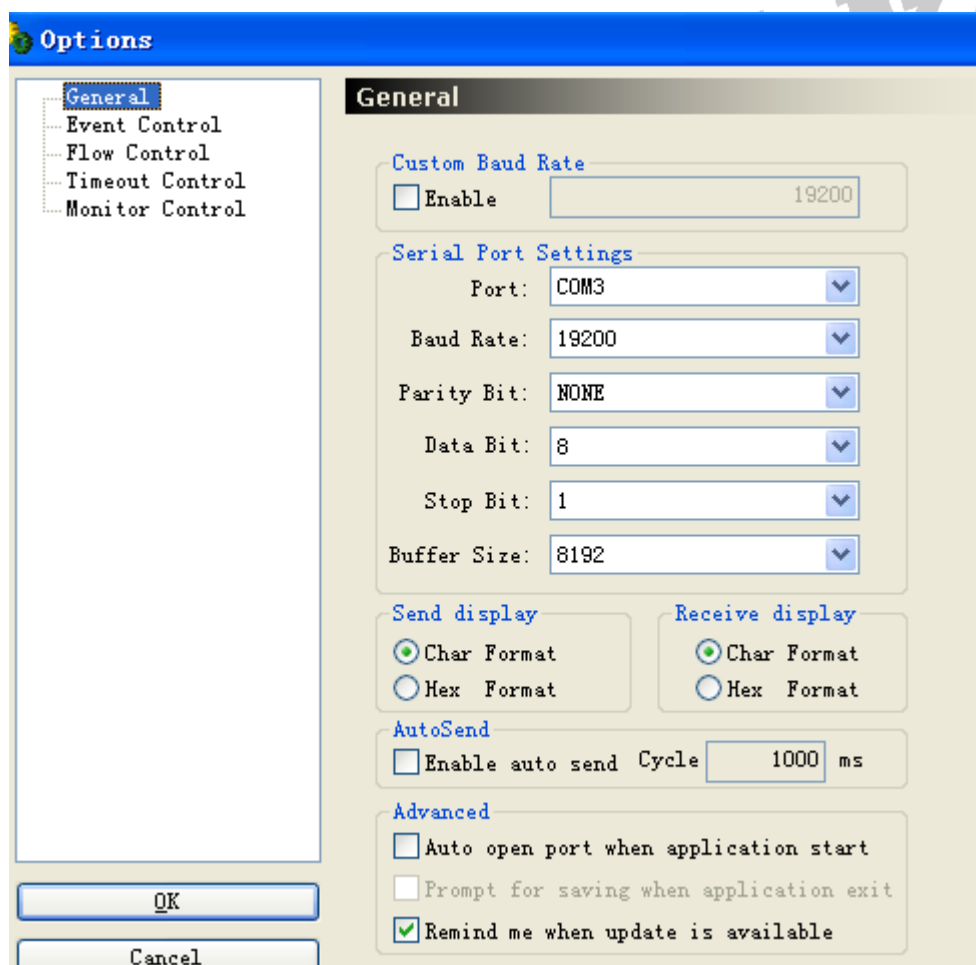 Options
General
Event Control
Flow Control
Timeout Control
Monitor Control
OK
Cancel
General
Custom Baud Rate
Enable 19200
Serial Port Settings
Port: COM3
Baud Rate: 19200
Parity Bit: NONE
Data Bit: 8
Stop Bit: 1
Buffer Size: 8192
Send display
Char Format
Hex Format
Receive display
Char Format
Hex Format
AutoSend
Enable auto send Cycle 1000 ms
Advanced
Auto open port when application start
Prompt for saving when application exit
Remind me when update is available